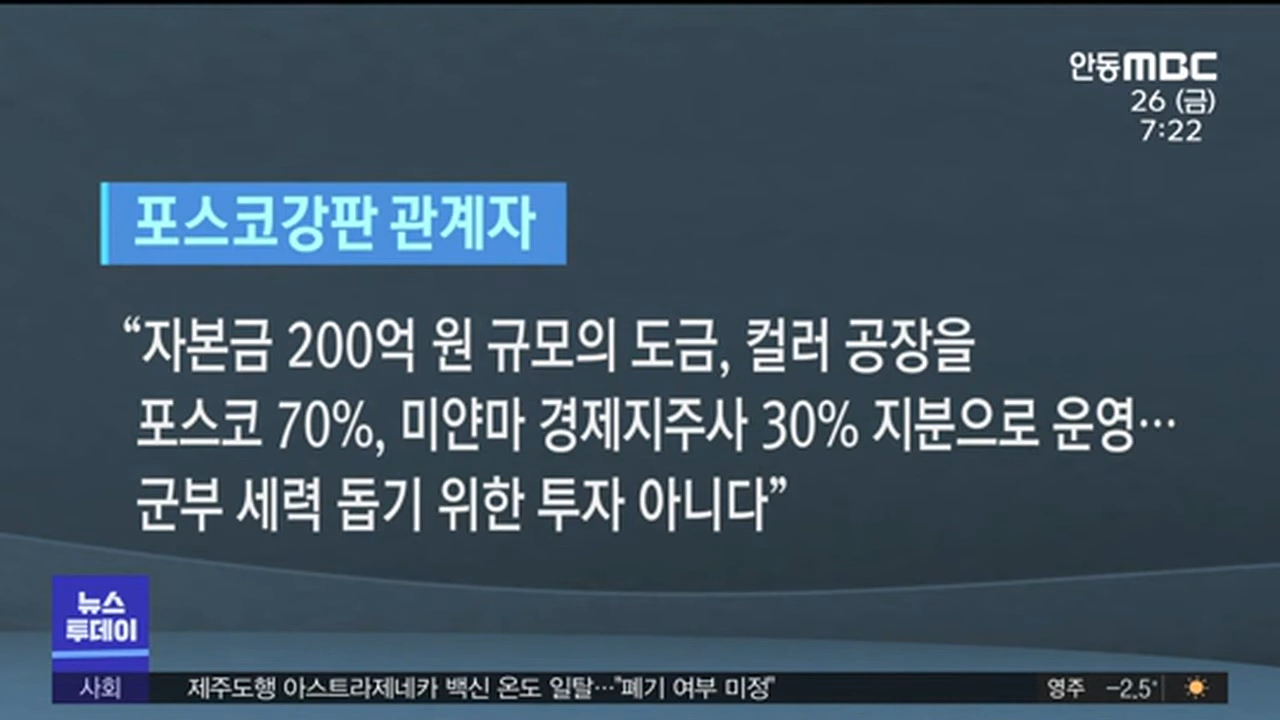 안동MBC
26 (금)
7:22
포스코강판 관계자
“자본금 200억 원 규모의 도금, 컬러 공장을
포스코 70%, 미얀마 경제지주사 30% 지분으로 운영…
군부 세력 돕기 위한 투자 아니다”
뉴스
투데이
사회 제주도행 아스트라제네카 백신 온도 일탈…"폐기 여부 미정" 영주 -2.5°